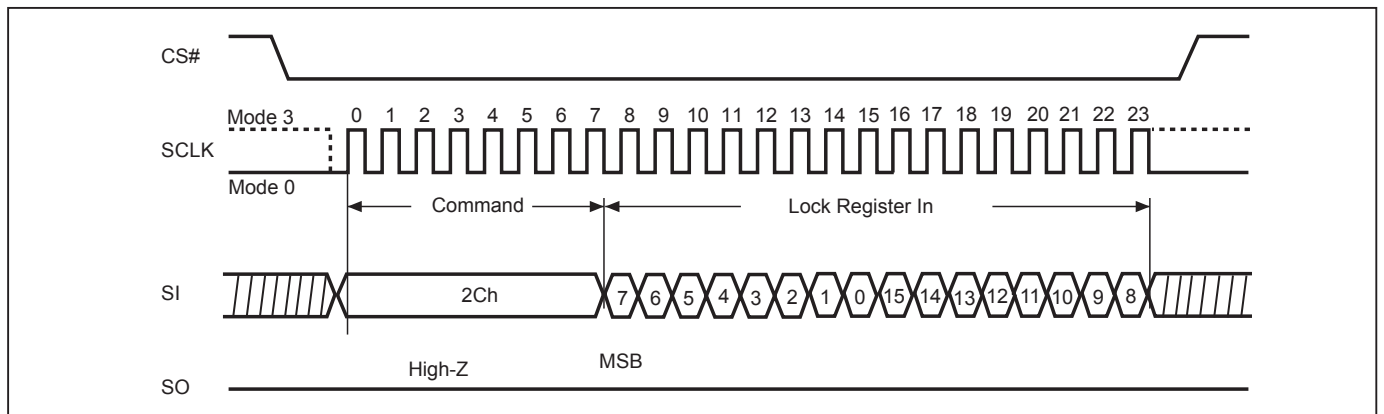 CS#
Mode 3 0 1 2 3 4 5 6 7 8 9 10 11 12 13 14 15 16 17 18 19 20 21 22 23
SCLK
Mode 0
Command Lock Register In
SI 2Ch 7 6 5 4 3 2 1 0 15 14 13 12 11 10 9 8
High-Z MSB
SO